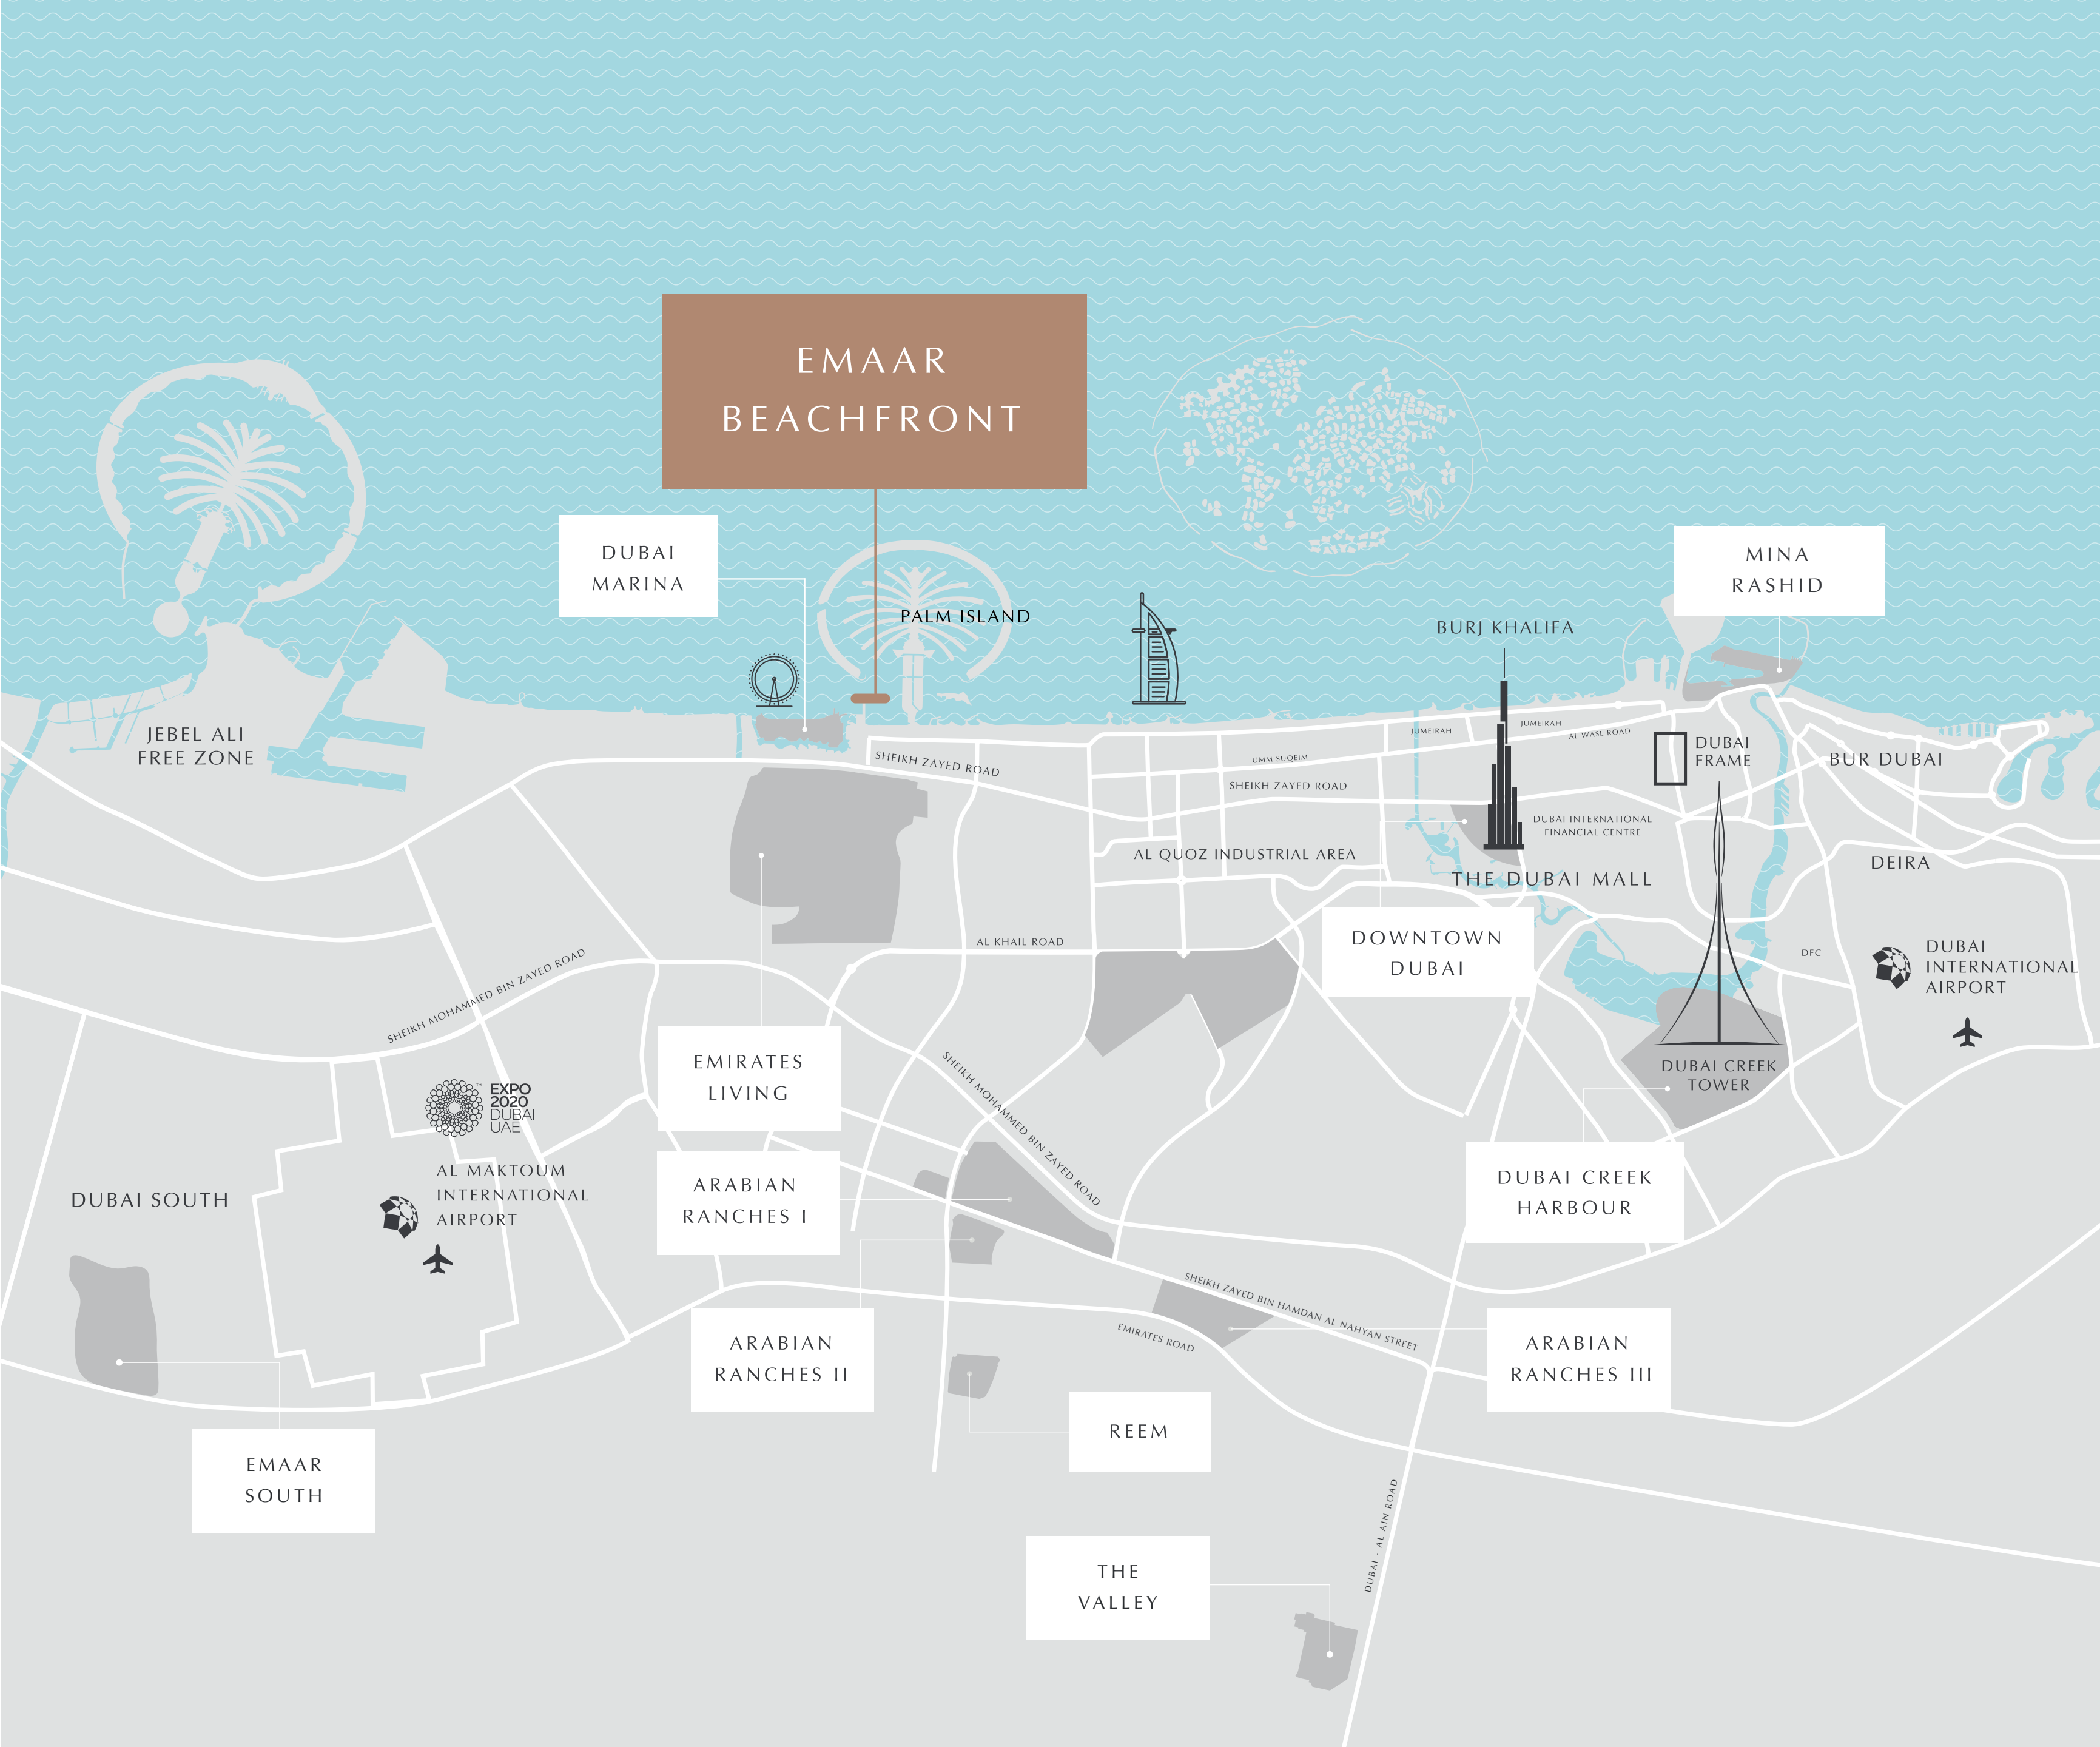 EMAAR
BEACHFRONT
DUBAI
MARINA
MINA
RASHID
PALM ISLAND
BURJ KHALIFA
JEBEL ALI
FREE ZONE
SHEIKH ZAYED ROAD
JUMEIRAH
JUMEIRAH
AL WASL ROAD
UMM SUQEIM
SHEIKH ZAYED ROAD
DUBAI
FRAME
BUR DUBAI
DUBAI INTERNATIONAL
FINANCIAL CENTRE
AL QUOZ INDUSTRIAL AREA
THE DUBAI MALL
DEIRA
DOWNTOWN
DUBAI
AL KHAIL ROAD
DFC
DUBAI
INTERNATIONAL
AIRPORT
SHEIKH MOHAMMED BIN ZAYED ROAD
EMIRATES
LIVING
SHEIKH MOHAMMED BIN ZAYED ROAD
DUBAI CREEK
TOWER
EXPO
2020
DUBAI
UAE
™
AL MAKTOUM
INTERNATIONAL
AIRPORT
DUBAI SOUTH
ARABIAN
RANCHES I
DUBAI CREEK
HARBOUR
SHEIKH ZAYED BIN HAMDAN AL NAHYAN STREET
EMIRATES ROAD
ARABIAN
RANCHES II
ARABIAN
RANCHES III
REEM
EMAAR
SOUTH
DUBAI - AL AIN ROAD
THE
VALLEY